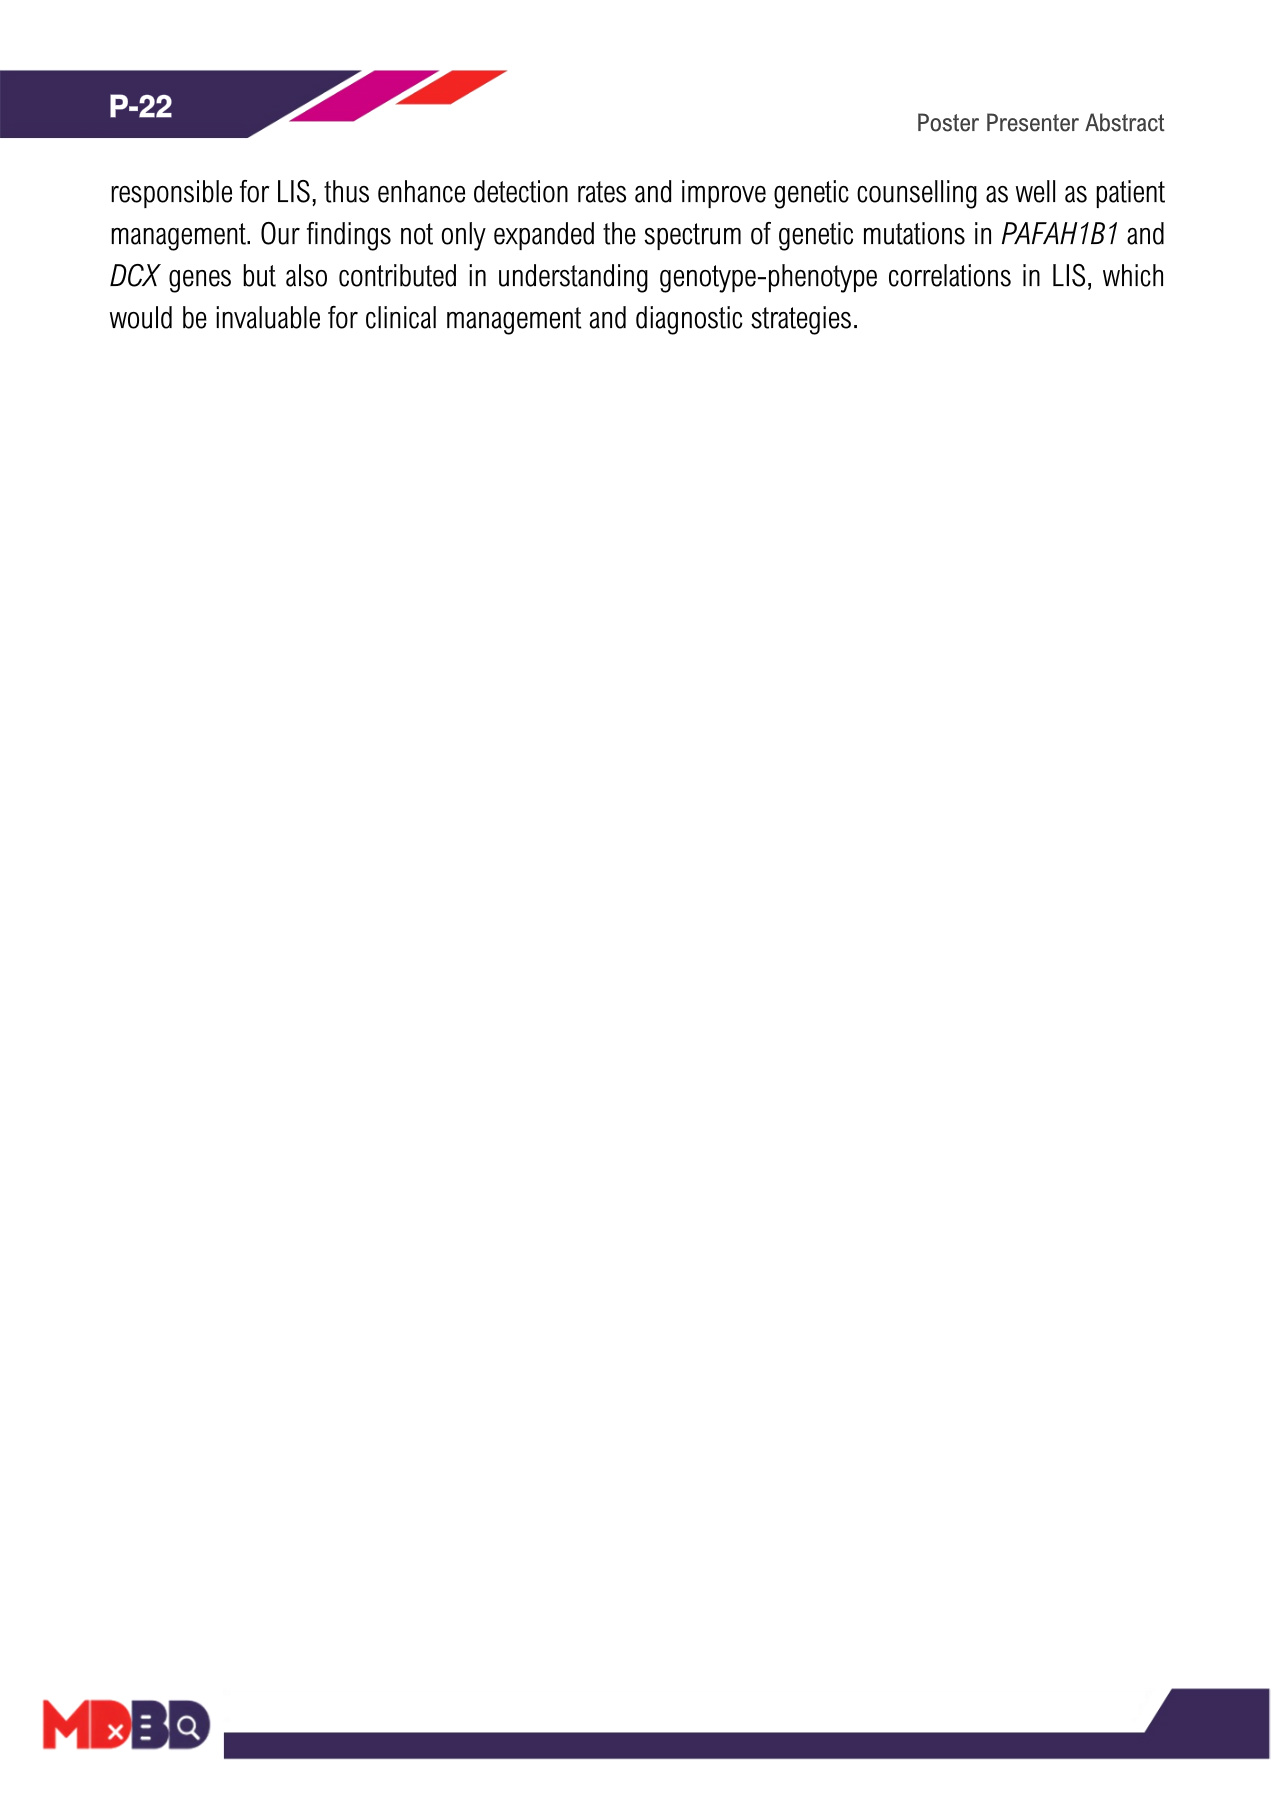 P-22
Poster Presenter Abstract
responsible for LIS, thus enhance detection rates and improve genetic counselling as well as patient
management. Our findings not only expanded the spectrum of genetic mutations in PAFAH1B1 and
DCX genes but also contributed in understanding genotype-phenotype correlations in LIS, which
would be invaluable for clinical management and diagnostic strategies.
MDxBD